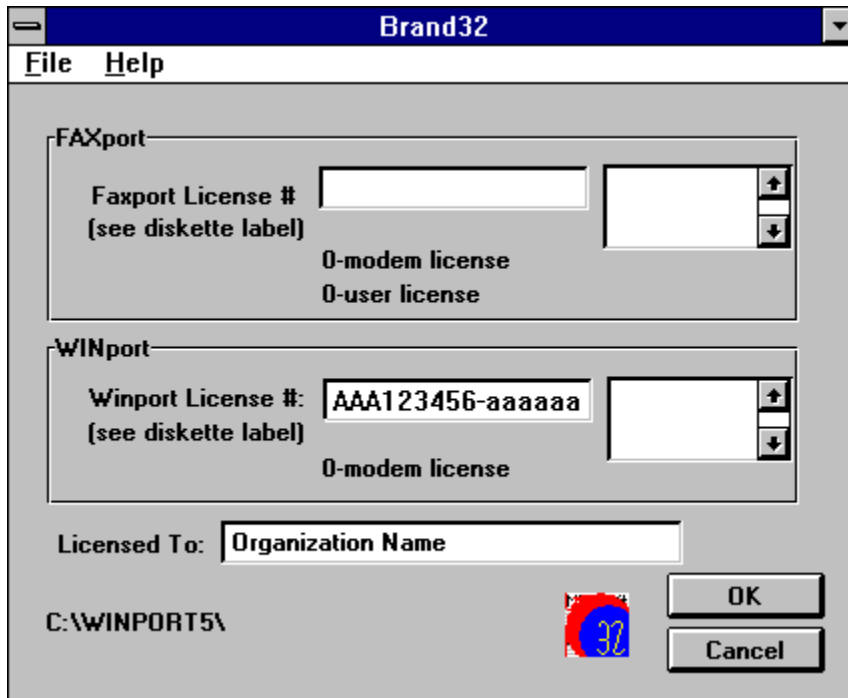 Brand32
File Help
FAXport
Faxport License #
(see diskette label)
0-modem license
0-user license
WINport
Winport License #: AAA123456-aaaaaa
(see diskette label)
0-modem license
Licensed To: Organization Name
C:\WINPORT5\
32
OK
Cancel